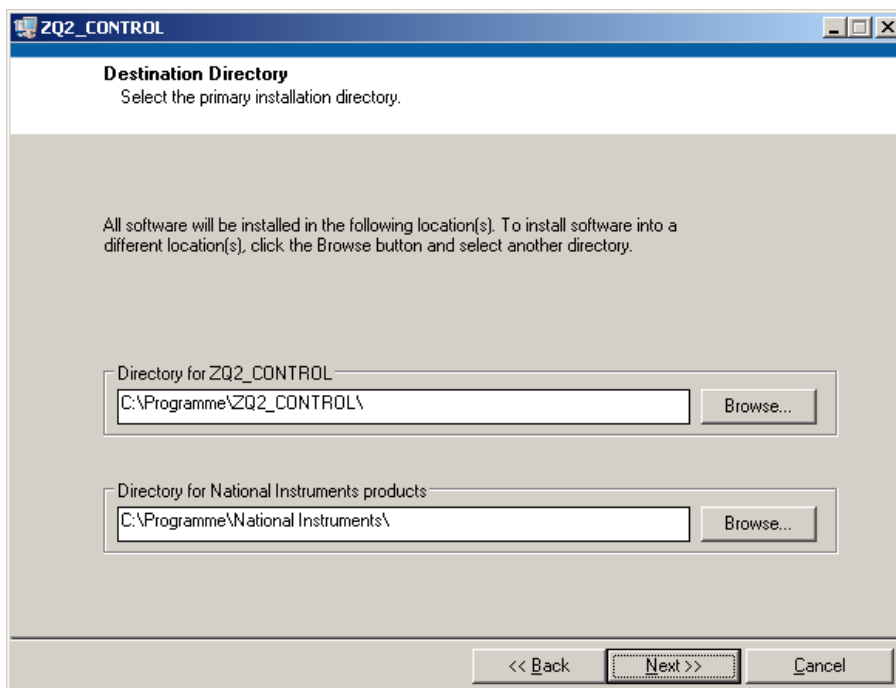 ZQ2_CONTROL
Destination Directory
Select the primary installation directory.
All software will be installed in the following location(s). To install software into a
different location(s), click the Browse button and select another directory.
Directory for ZQ2_CONTROL
C:\Programme\ZQ2_CONTROL\
Browse...
Directory for National Instruments products
C:\Programme\National Instruments\
Browse...
<< Back
Next >>
Cancel